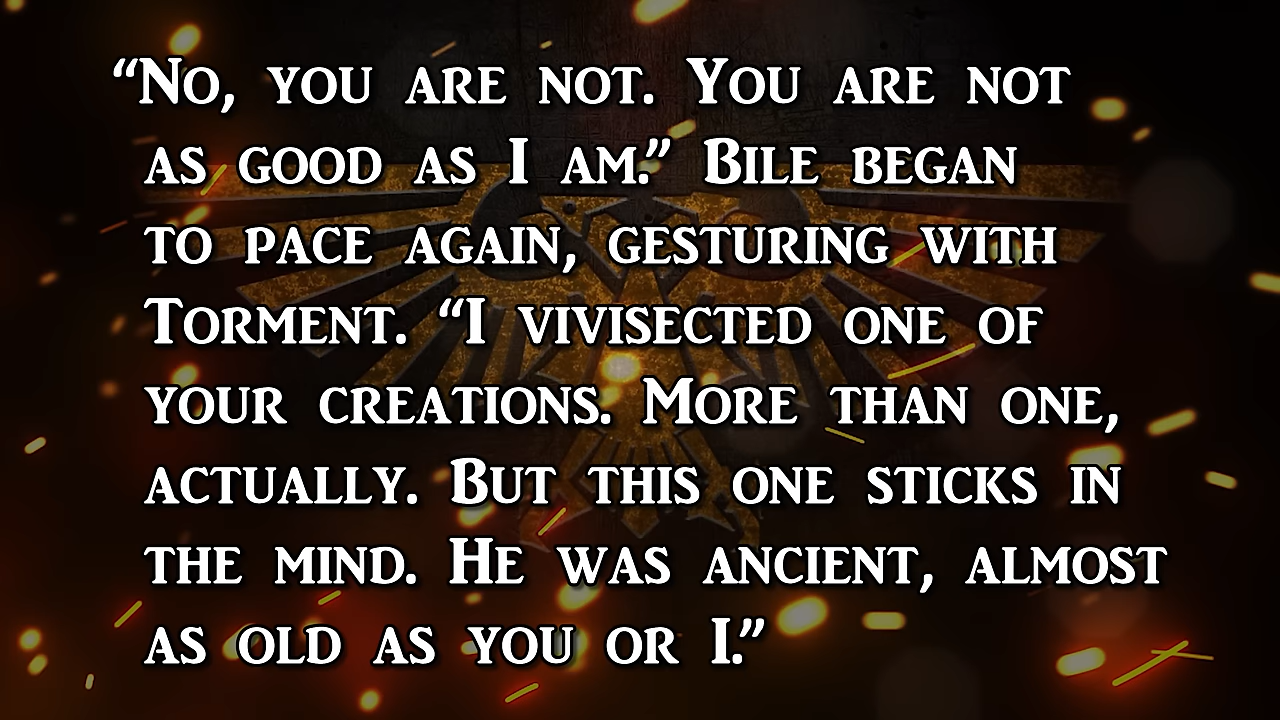 “No, you are not. You are not
as good as I am.” Bile began
to pace again, gesturing with
Torment. “I vivisected one of
your creations. More than one,
actually. But this one sticks in
the mind. He was ancient, almost
as old as you or I.”